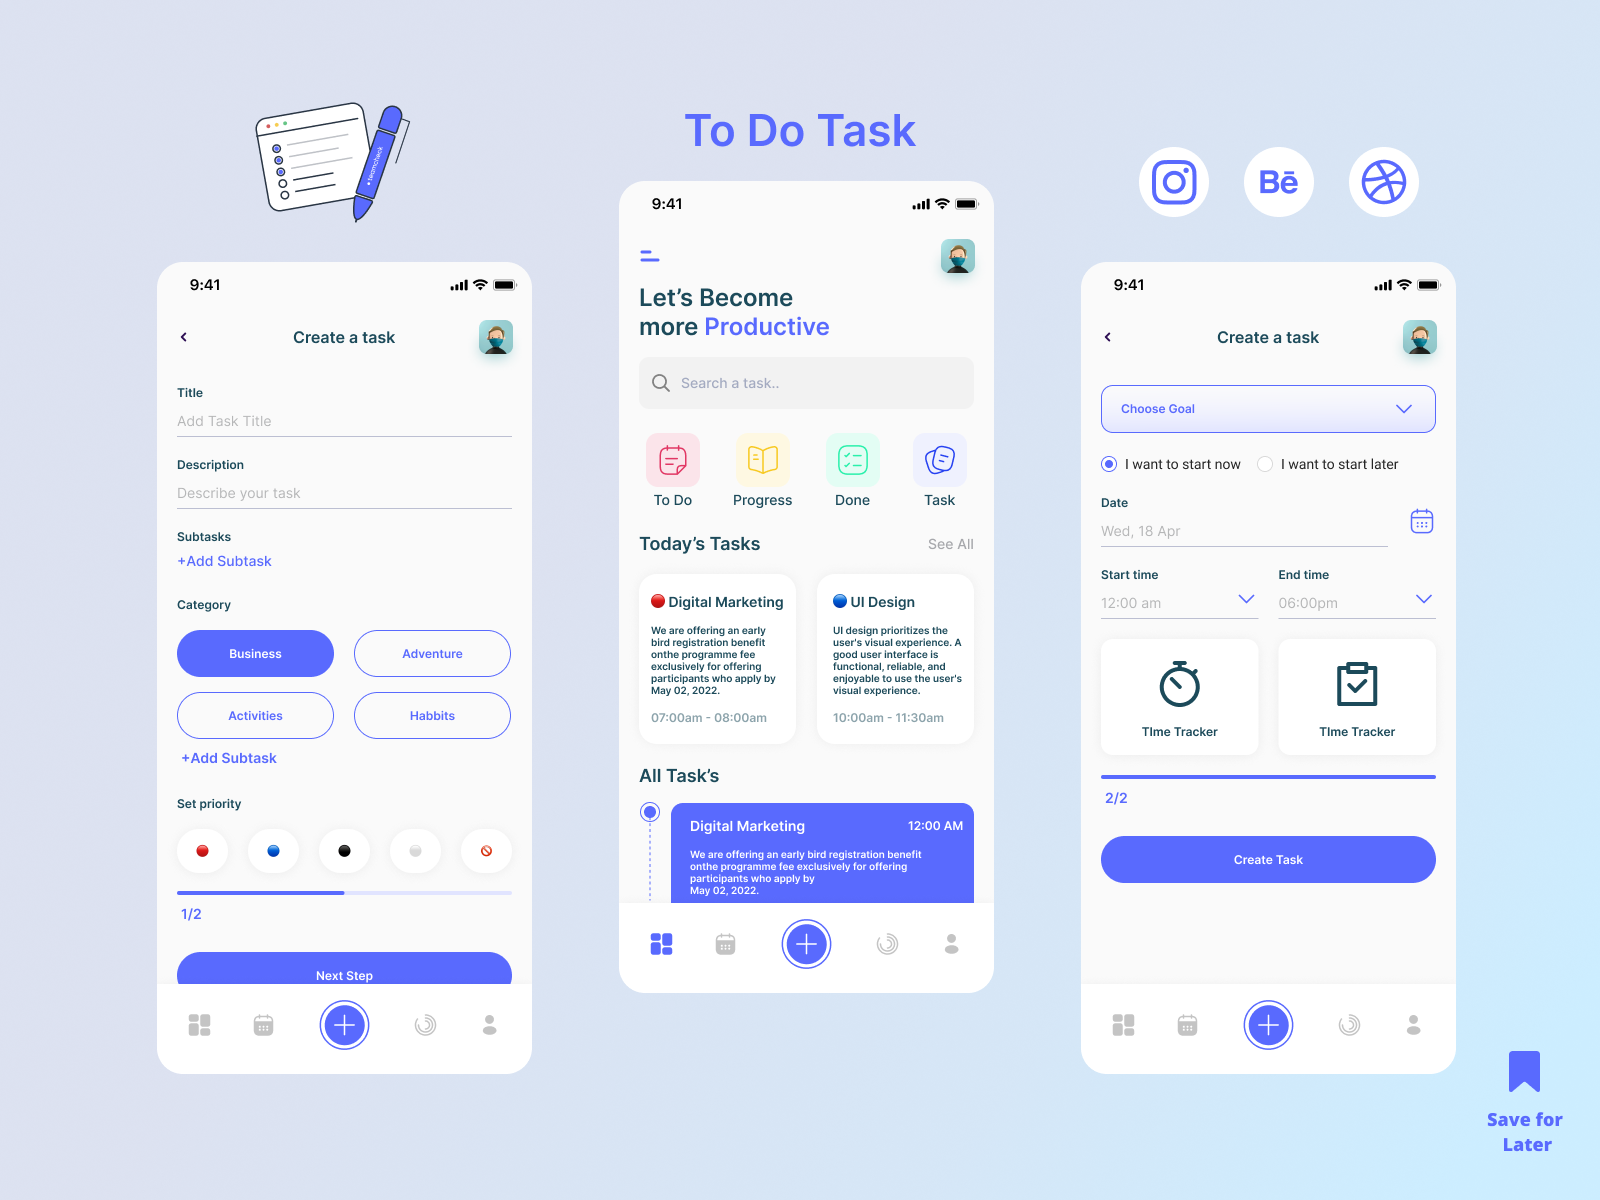 To Do Task
teamcheck
Bē
9:41
Create a task
Title
Add Task Title
Description
Describe your task
Subtasks
+Add Subtask
Category
Business
Adventure
Activities
Habbits
+Add Subtask
Set priority
1/2
Next Step
9:41
Let's Become
more Productive
Search a task..
To Do
Progress
Done
Task
Today's Tasks
See All
Digital Marketing
We are offering an early
bird registration benefit
onthe programme fee
exclusively for offering
participants who apply by
May 02, 2022.
07:00am - 08:00am
UI Design
UI design prioritizes the
user's visual experience. A
good user interface is
functional, reliable, and
enjoyable to use the user's
visual experience.
10:00am - 11:30am
All Task's
Digital Marketing
12:00 AM
We are offering an early bird registration benefit
onthe programme fee exclusively for offering
participants who apply by
May 02, 2022.
9:41
Create a task
Choose Goal
I want to start now
I want to start later
Date
Wed, 18 Apr
Start time
12:00 am
End time
06:00pm
TIme Tracker
TIme Tracker
2/2
Create Task
Save for
Later